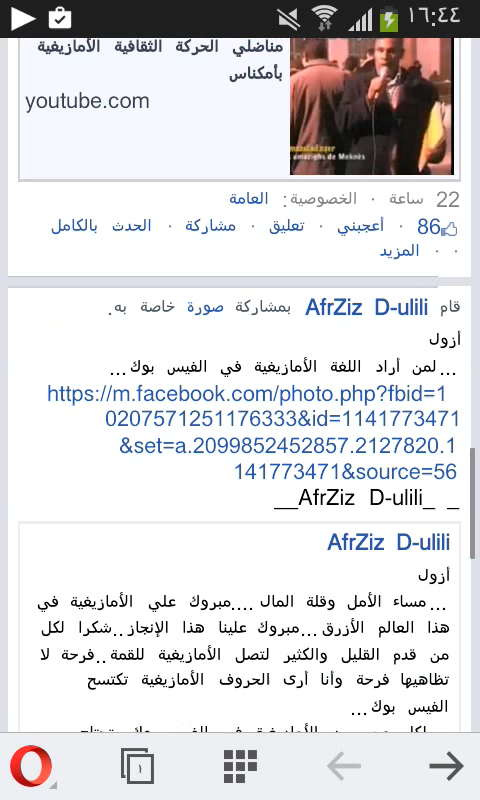 ١٦:٤٤
مناضلي الحركة الثقافية الأمازيغية
بأمكناس
youtube.com
amazighs de Meknès
22 ساعة · الخصوصية: العامة
86 · أعجبني · تعليق · مشاركة · الحدث بالكامل
· · المزيد
قام AfrZiz D-ulili بمشاركة صورة خاصة به.
أزول
...لمن أراد اللغة الأمازيغية في الفيس بوك...
https://m.facebook.com/photo.php?fbid=1
0207571251176333&id=1141773471
&set=a.2099852452857.2127820.1
141773471&source=56
__AfrZiz D-ulili_ _
AfrZiz D-ulili
أزول
...مساء الأمل وقلة المال ....مبروك علي الأمازيغية في
هذا العالم الأزرق...مبروك علينا هذا الإنجاز..شكرا لكل
من قدم القليل والكثير لتصل الأمازيغية للقمة..فرحة لا
تظاهيها فرحة وأنا أرى الحروف الأمازيغية تكتسح
الفيس بوك...
١